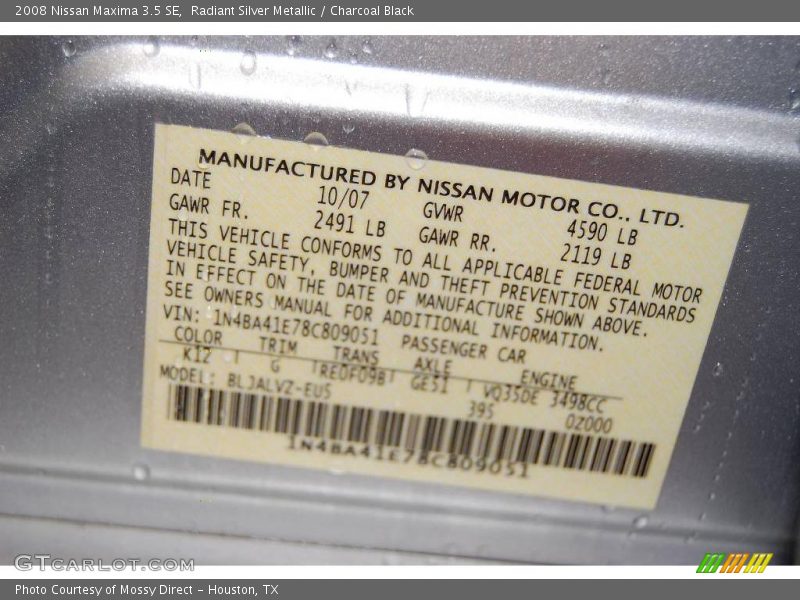 2008 Nissan Maxima 3.5 SE, Radiant Silver Metallic / Charcoal Black
MANUFACTURED BY NISSAN MOTOR CO., LTD.
DATE 10/07 GVWR 4590 LB
GAWR FR. 2491 LB GAWR RR. 2119 LB
THIS VEHICLE CONFORMS TO ALL APPLICABLE FEDERAL MOTOR
VEHICLE SAFETY, BUMPER AND THEFT PREVENTION STANDARDS
IN EFFECT ON THE DATE OF MANUFACTURE SHOWN ABOVE.
SEE OWNERS MANUAL FOR ADDITIONAL INFORMATION.
VIN: 1N4BA41E78C809051 PASSENGER CAR
COLOR TRIM TRANS AXLE ENGINE
K12 G RE0F09B GE51 VQ35DE 3498CC
MODEL: BLJALVZ-EUS 395 0Z000
1N4BA41E78C809051
GTCarLot.com
Photo Courtesy of Mossy Direct - Houston, TX